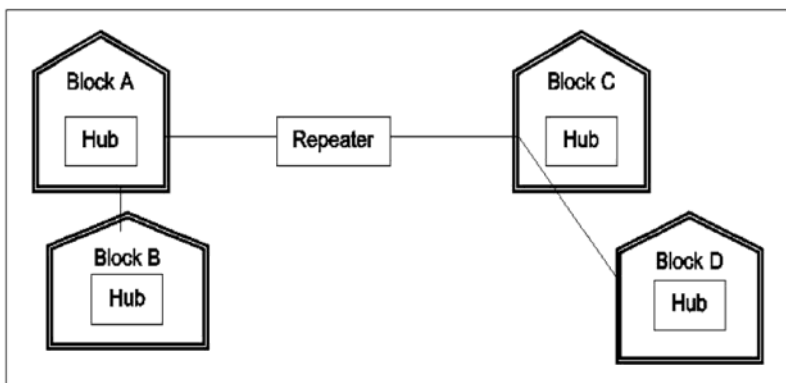 Block A
Hub
Repeater
Block C
Hub
Block B
Hub
Block D
Hub